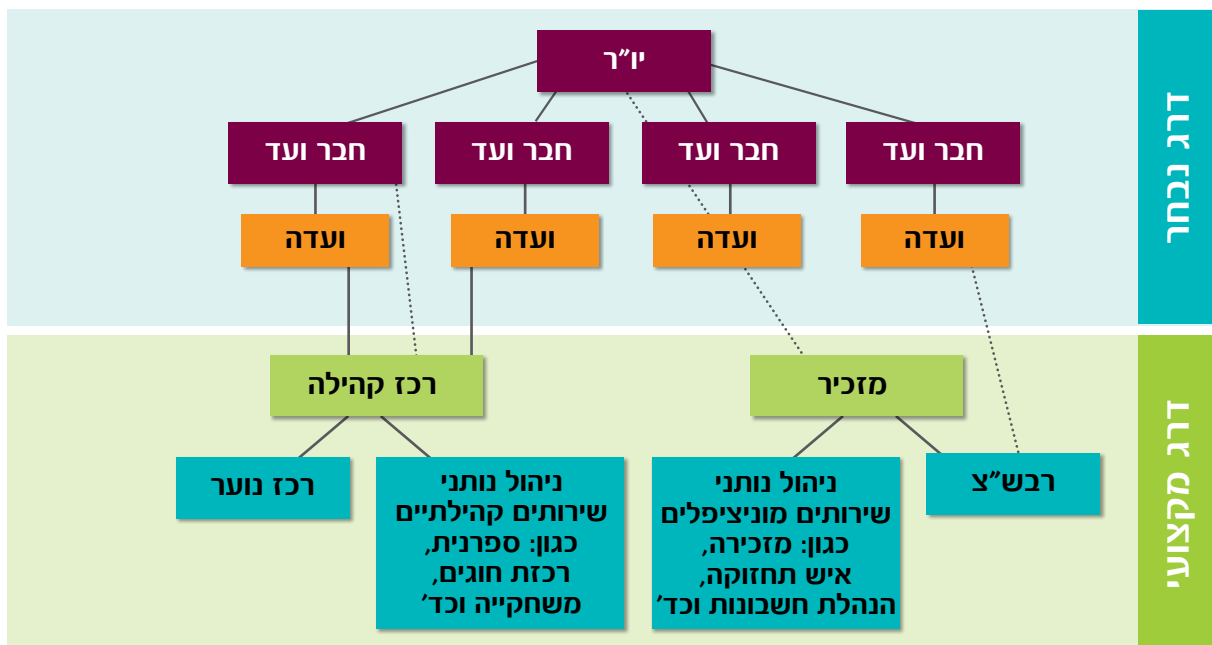 דרג נבחר
יו״ר
חבר ועד
חבר ועד
חבר ועד
חבר ועד
ועדה
ועדה
ועדה
ועדה
דרג מקצועי
מזכיר
רכז קהילה
רבש״צ
ניהול נותני
שירותים מוניציפלים
כגון: מזכירה,
איש תחזוקה,
הנהלת חשבונות וכד׳
ניהול נותני
שירותים קהילתיים
כגון: ספרנית,
רכזת חוגים,
משחקייה וכד׳
רכז נוער